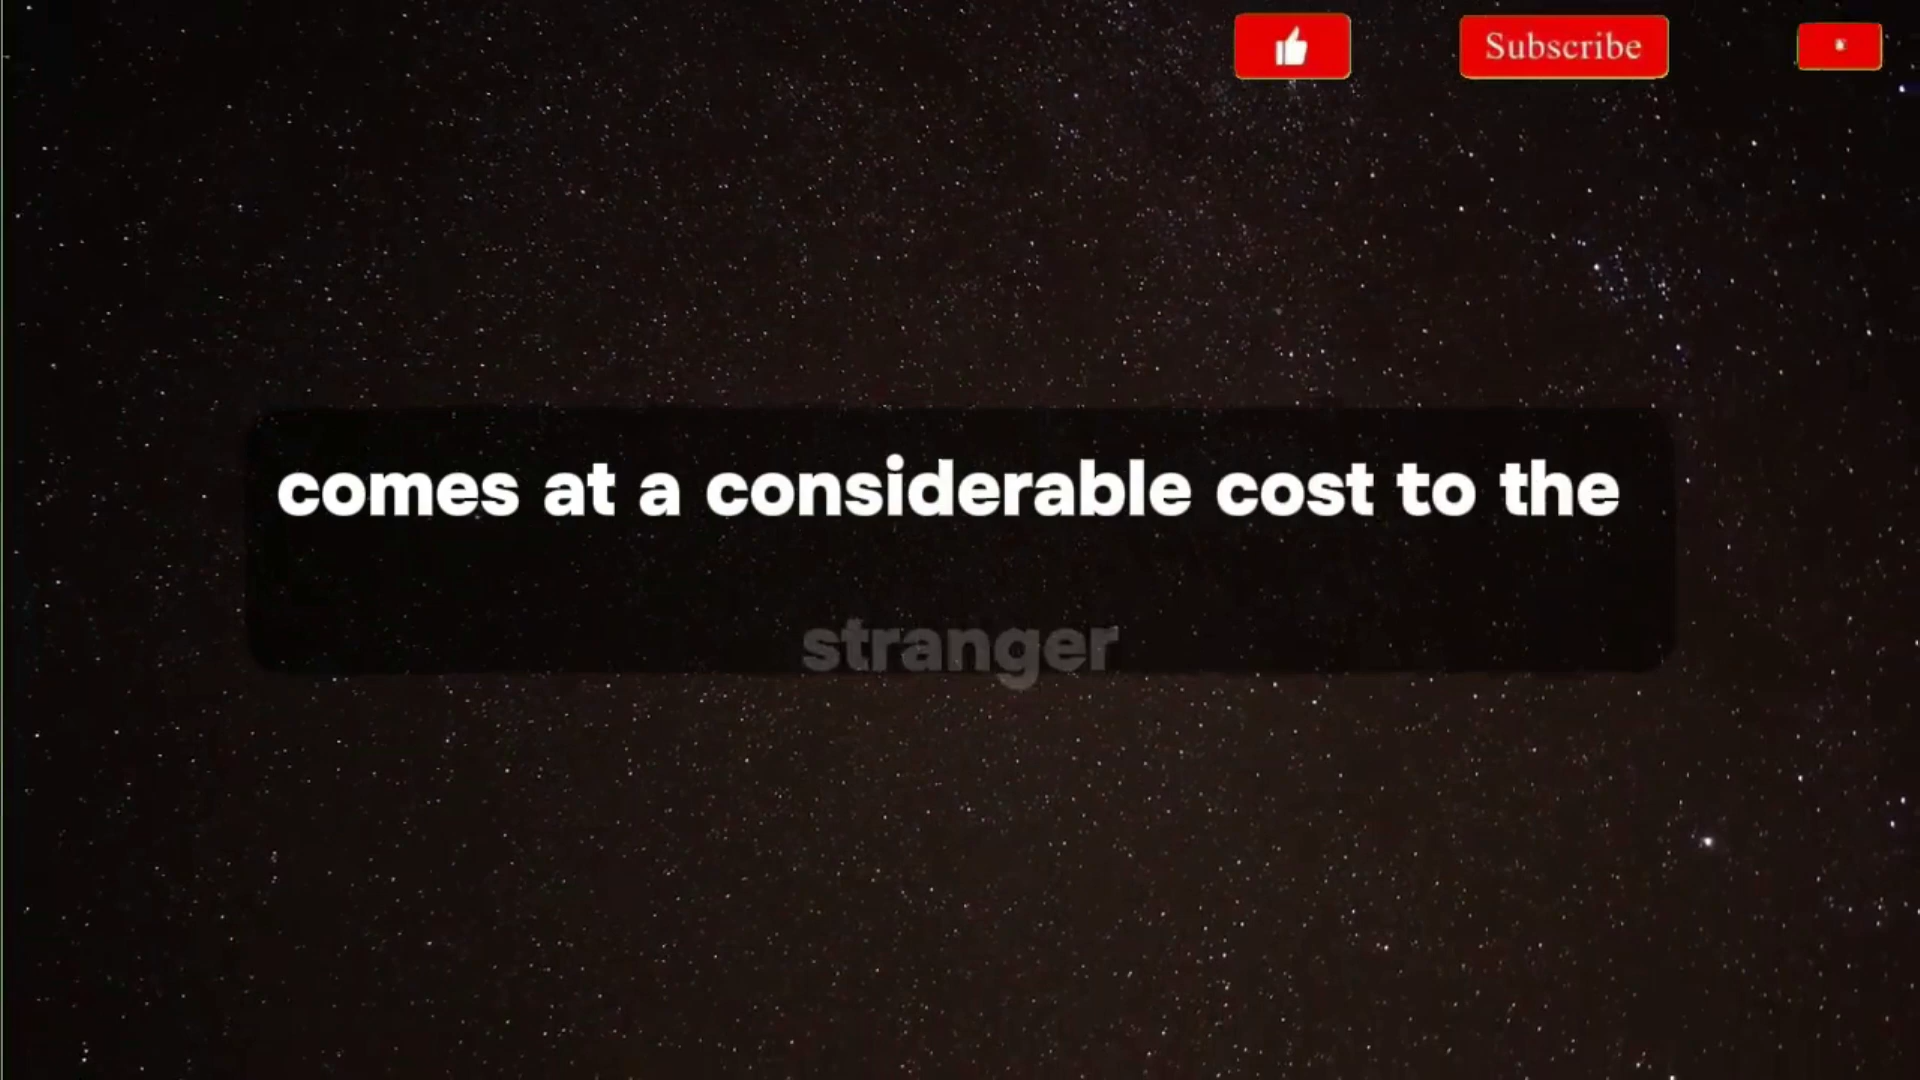 Subscribe
comes at a considerable cost to the
stranger